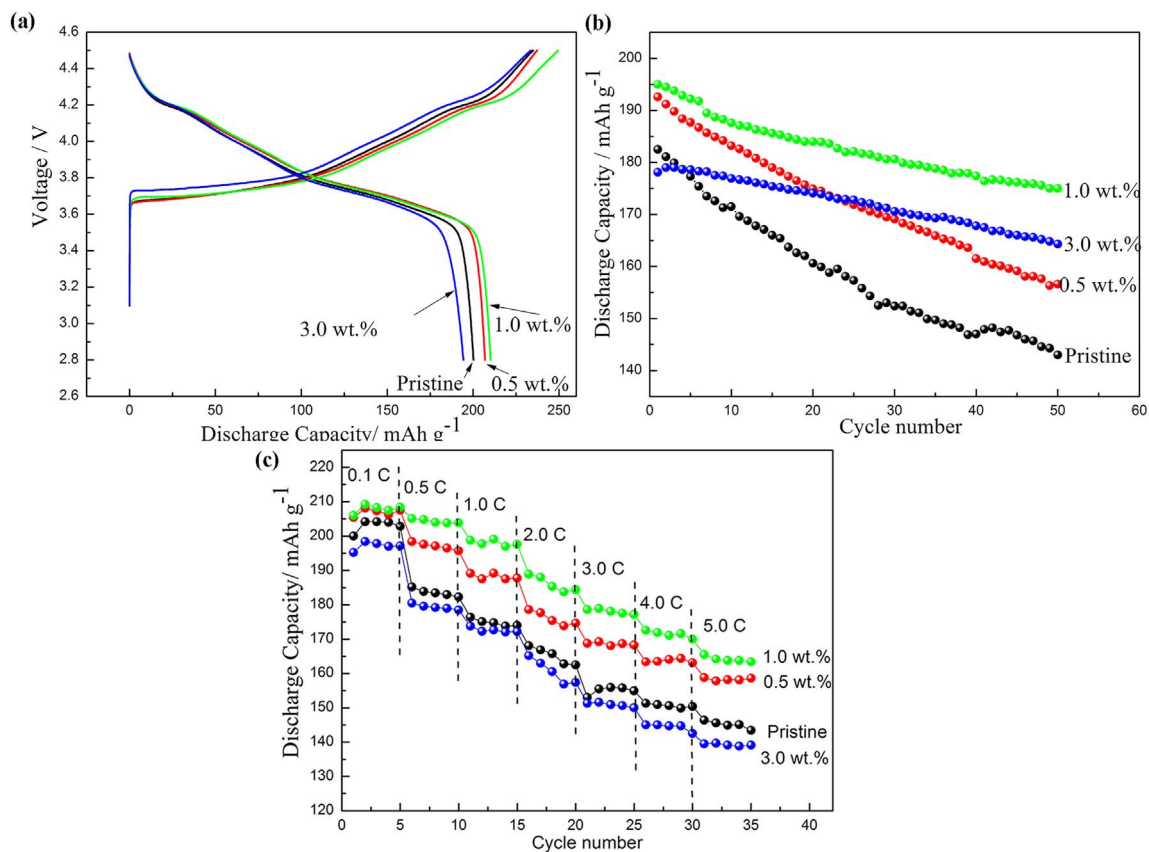 (a)
4.6
4.4
4.2
4.0
3.8
3.6
3.4
3.2
3.0
2.8
2.6
Voltage / V
3.0 wt.%
1.0 wt.%
Pristine
0.5 wt.%
0 50 100 150 200 250
Discharge Capacity/ mAh g-1
(b)
200
190
180
170
160
150
140
Discharge Capacity / mAh g-1
1.0 wt.%
3.0 wt.%
0.5 wt.%
Pristine
0 10 20 30 40 50 60
Cycle number
(c)
220
210
200
190
180
170
160
150
140
130
120
Discharge Capacity/ mAh g-1
0.1 C
0.5 C
1.0 C
2.0 C
3.0 C
4.0 C
5.0 C
1.0 wt.%
0.5 wt.%
Pristine
3.0 wt.%
0 5 10 15 20 25 30 35 40
Cycle number